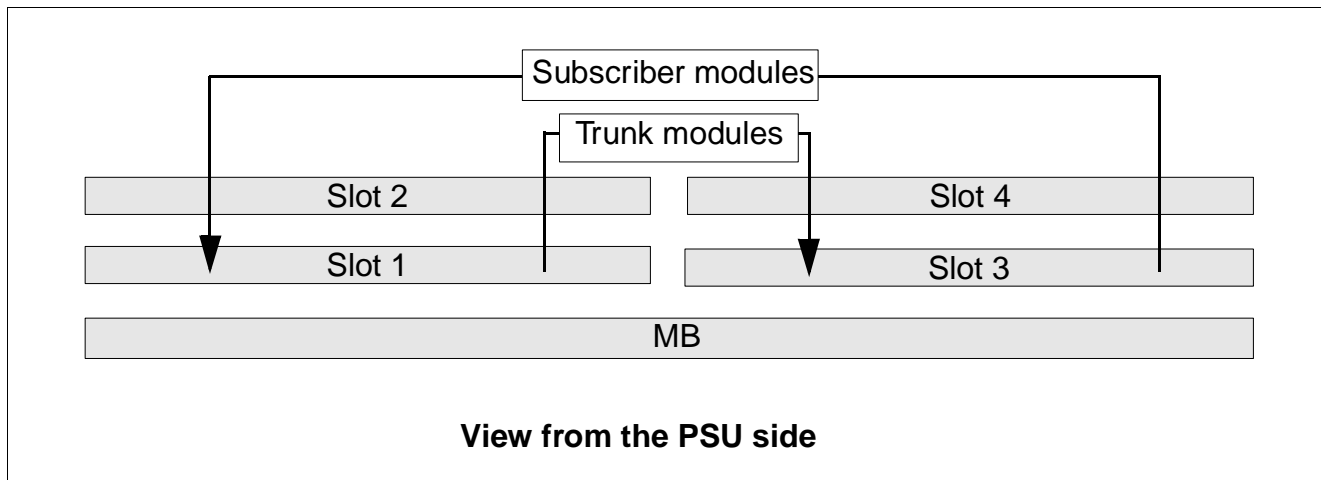 Subscriber modules
Trunk modules
Slot 2
Slot 4
Slot 1
Slot 3
MB
View from the PSU side